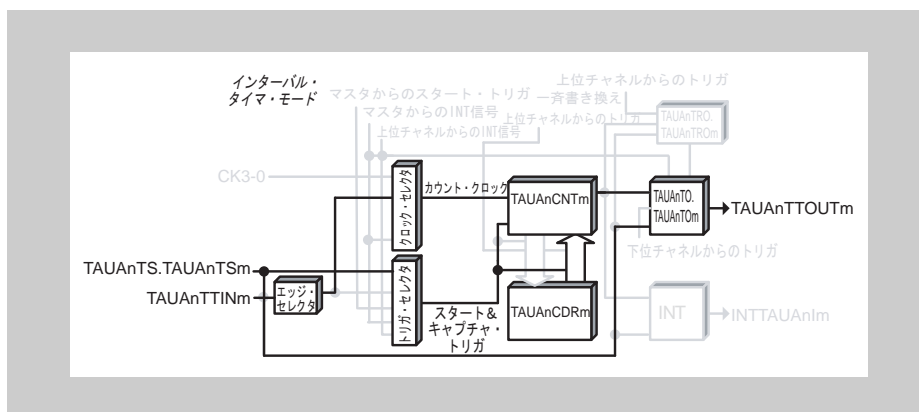 インターバル・
タイマ・モード
上位チャネルからのトリガ
マスタからのスタート・トリガ
一斉書き換え
マスタからのINT信号
上位チャネルからのトリガ
上位チャネルからのINT信号
TAUAnTRO.
TAUAnTROm
CK3-0
クロック・セレクタ
カウント・クロック
TAUAnCNTm
TAUAnTO.
TAUAnTOm
TAUAnTTOUTm
下位チャネルからのトリガ
TAUAnTS.TAUAnTSm
TAUAnTTINm
エッジ・
セレクタ
トリガ・セレクタ
スタート&
キャプチャ・
トリガ
TAUAnCDRm
INT
INTTAUAnIm